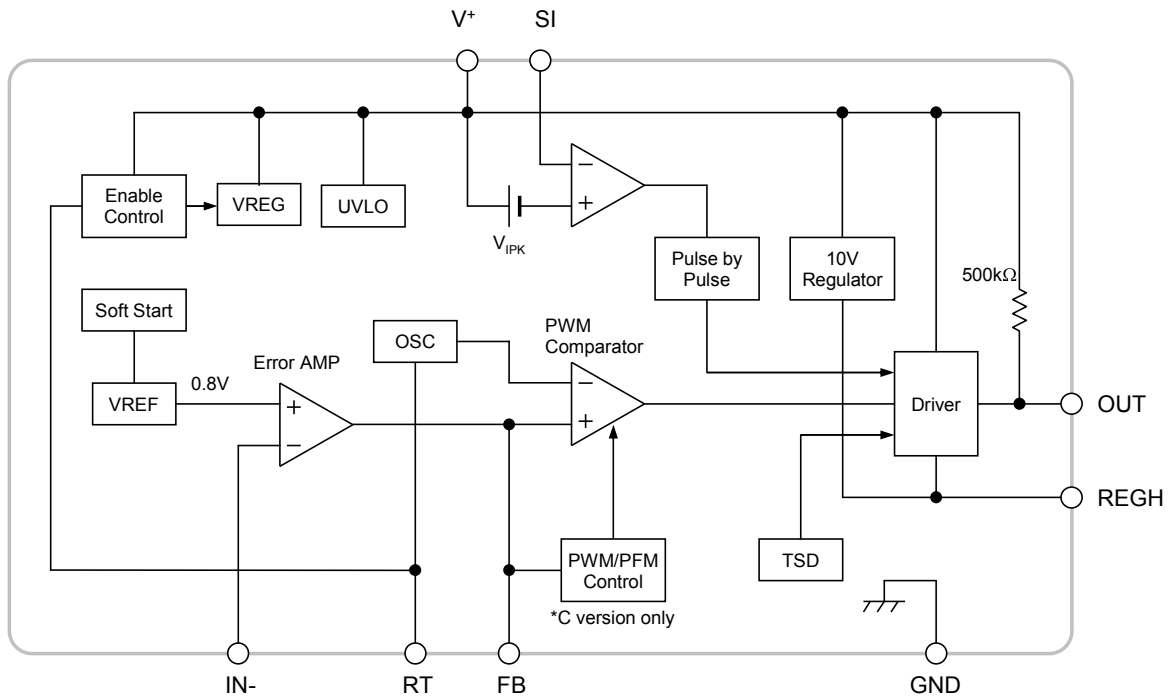 V+ SI
Enable
Control
VREG
UVLO
−
+
VIPK
Pulse by
Pulse
10V
Regulator
500kΩ
Soft Start
VREF
0.8V
Error AMP
+
−
OSC
PWM
Comparator
−
+
Driver
OUT
REGH
PWM/PFM
Control
*C version only
TSD
IN- RT FB GND